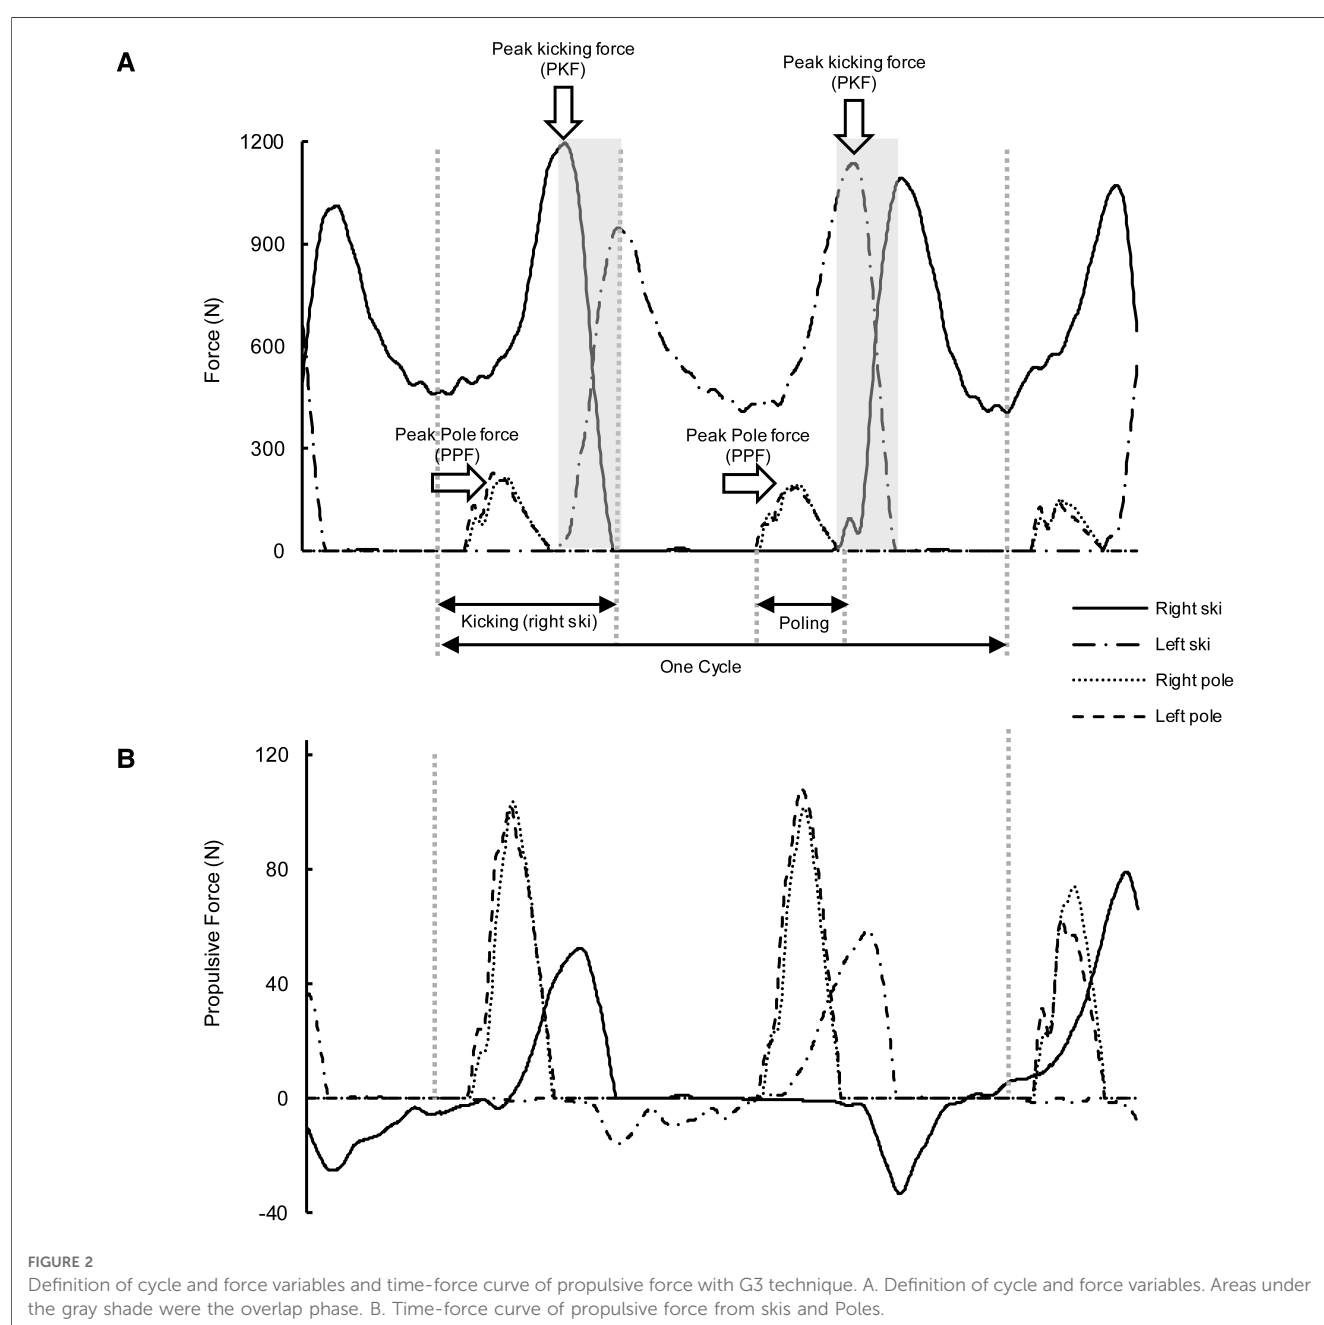 A
Peak kicking force
(PKF)
Peak kicking force
(PKF)
1200
900
600
300
0
Force (N)
Peak Pole force
(PPF)
Peak Pole force
(PPF)
Kicking (right ski)
Poling
One Cycle
Right ski
Left ski
Right pole
Left pole
B
120
80
40
0
-40
Propulsive Force (N)
FIGURE 2
Definition of cycle and force variables and time-force curve of propulsive force with G3 technique. A. Definition of cycle and force variables. Areas under
the gray shade were the overlap phase. B. Time-force curve of propulsive force from skis and Poles.